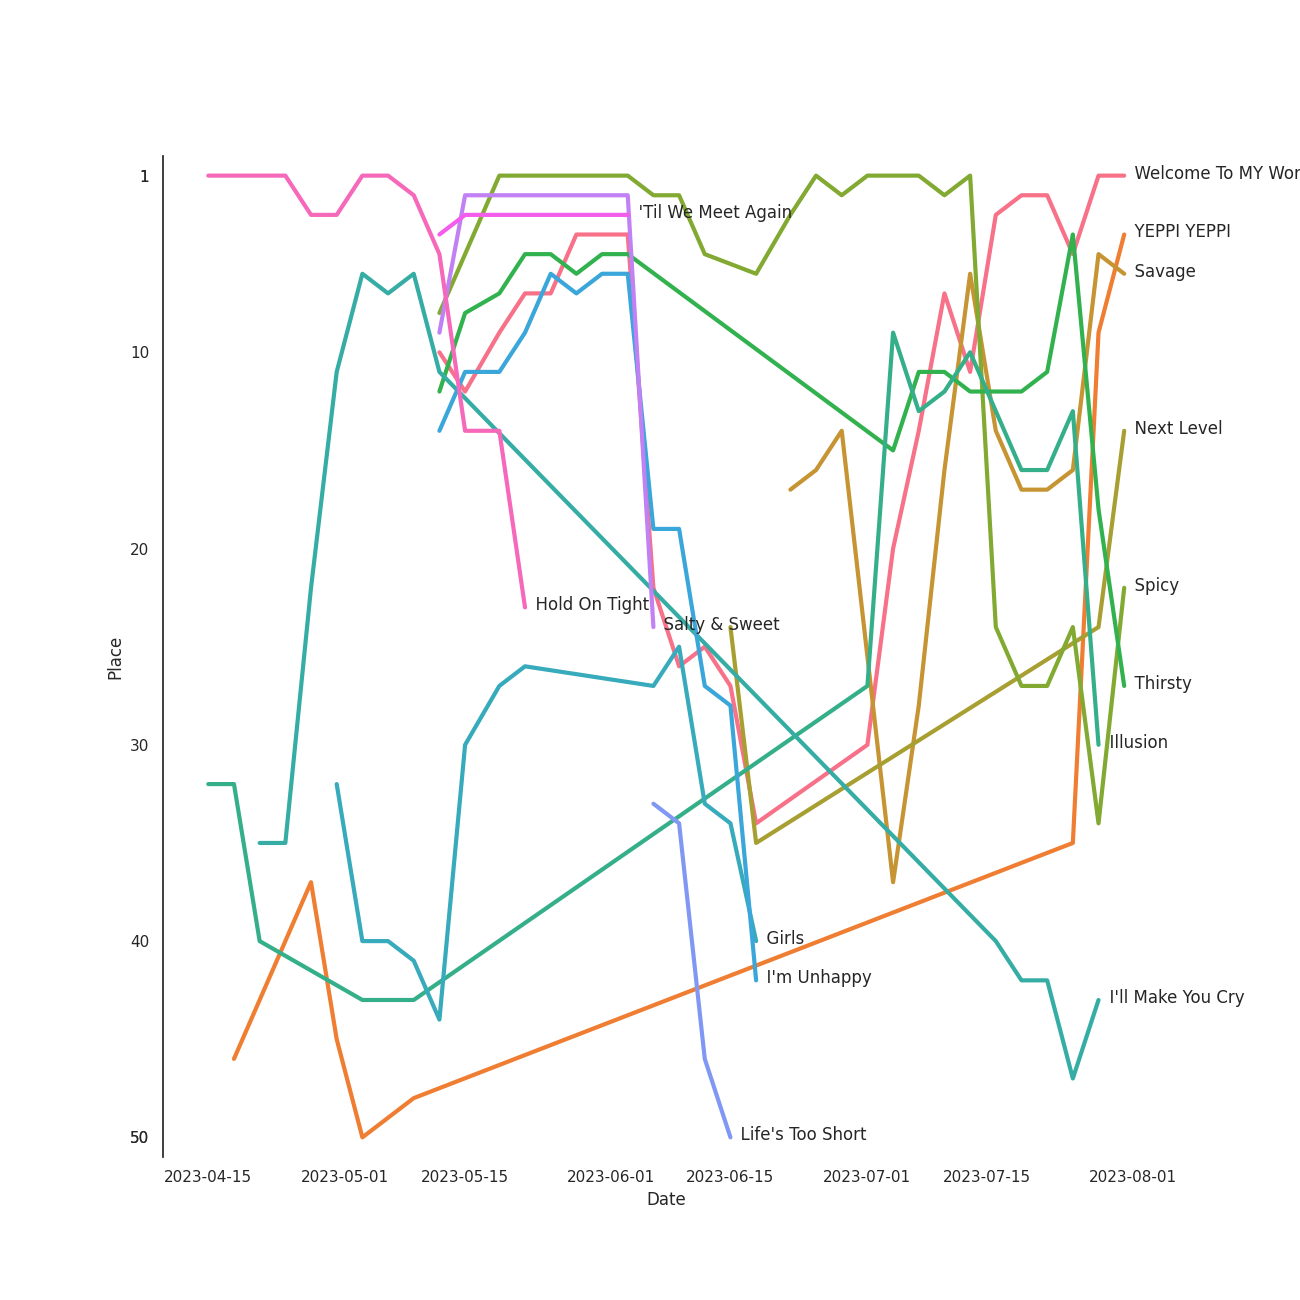 1
Welcome To MY Wor
'Til We Meet Again
YEPPI YEPPI
Savage
10
Next Level
20
Spicy
Hold On Tight
Salty & Sweet
Place
Thirsty
30
Illusion
40
Girls
I'm Unhappy
I'll Make You Cry
50
Life's Too Short
2023-04-15 2023-05-01 2023-05-15 2023-06-01 2023-06-15 2023-07-01 2023-07-15 2023-08-01
Date